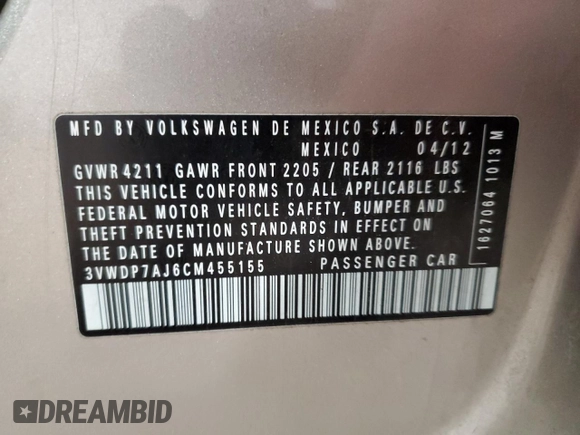 MFD BY VOLKSWAGEN DE MEXICO S.A. DE C.V.
MEXICO 04/12
GVWR 4211 GAWR FRONT 2205 / REAR 2116 LBS
THIS VEHICLE CONFORMS TO ALL APPLICABLE U.S.
FEDERAL MOTOR VEHICLE SAFETY, BUMPER AND
THEFT PREVENTION STANDARDS IN EFFECT ON
THE DATE OF MANUFACTURE SHOWN ABOVE.
3VWDP7AJ6CM455155 PASSENGER CAR
1627064 1013 M
DREAMBID